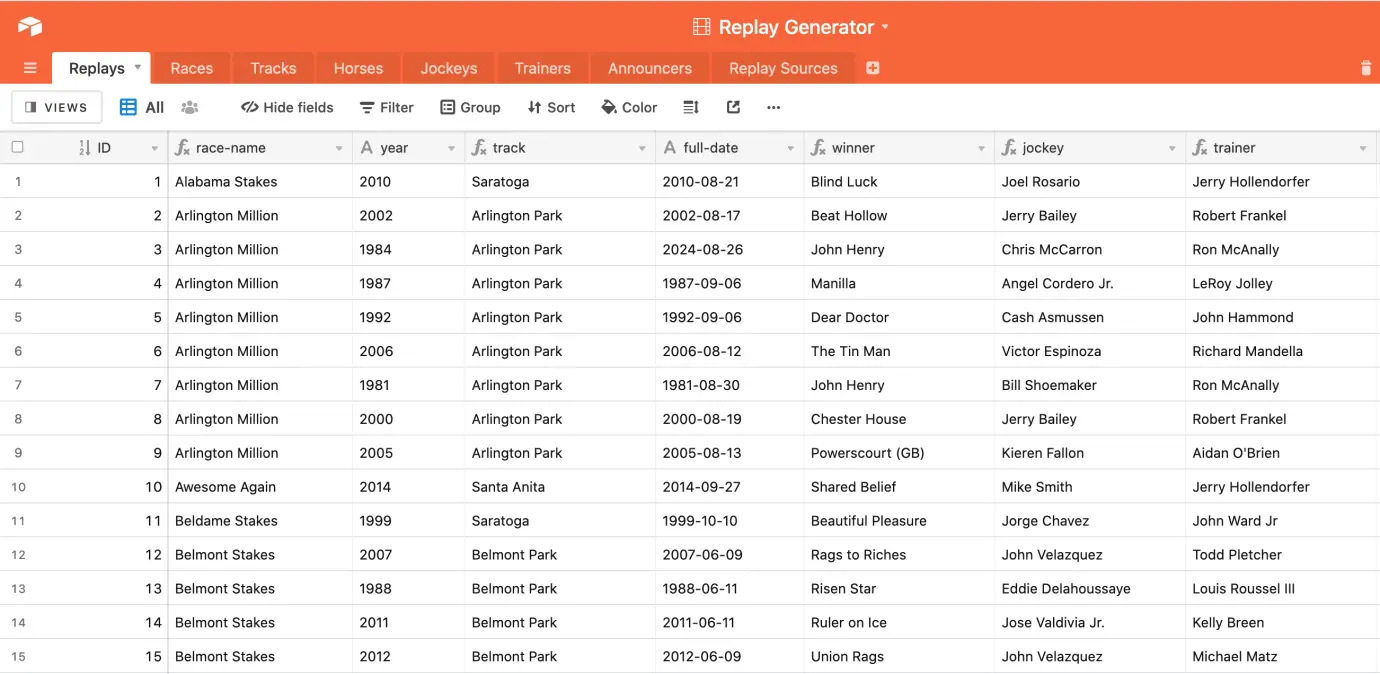 Replay Generator
Replays Races Tracks Horses Jockeys Trainers Announcers Replay Sources
VIEWS All Hide fields Filter Group Sort Color
ID race-name year track full-date winner jockey trainer
1 1 Alabama Stakes 2010 Saratoga 2010-08-21 Blind Luck Joel Rosario Jerry Hollendorfer
2 2 Arlington Million 2002 Arlington Park 2002-08-17 Beat Hollow Jerry Bailey Robert Frankel
3 3 Arlington Million 1984 Arlington Park 2024-08-26 John Henry Chris McCarron Ron McAnally
4 4 Arlington Million 1987 Arlington Park 1987-09-06 Manilla Angel Cordero Jr. LeRoy Jolley
5 5 Arlington Million 1992 Arlington Park 1992-09-06 Dear Doctor Cash Asmussen John Hammond
6 6 Arlington Million 2006 Arlington Park 2006-08-12 The Tin Man Victor Espinoza Richard Mandella
7 7 Arlington Million 1981 Arlington Park 1981-08-30 John Henry Bill Shoemaker Ron McAnally
8 8 Arlington Million 2000 Arlington Park 2000-08-19 Chester House Jerry Bailey Robert Frankel
9 9 Arlington Million 2005 Arlington Park 2005-08-13 Powerscourt (GB) Kieren Fallon Aidan O'Brien
10 10 Awesome Again 2014 Santa Anita 2014-09-27 Shared Belief Mike Smith Jerry Hollendorfer
11 11 Beldame Stakes 1999 Saratoga 1999-10-10 Beautiful Pleasure Jorge Chavez John Ward Jr
12 12 Belmont Stakes 2007 Belmont Park 2007-06-09 Rags to Riches John Velazquez Todd Pletcher
13 13 Belmont Stakes 1988 Belmont Park 1988-06-11 Risen Star Eddie Delahoussaye Louis Roussel III
14 14 Belmont Stakes 2011 Belmont Park 2011-06-11 Ruler on Ice Jose Valdivia Jr. Kelly Breen
15 15 Belmont Stakes 2012 Belmont Park 2012-06-09 Union Rags John Velazquez Michael Matz